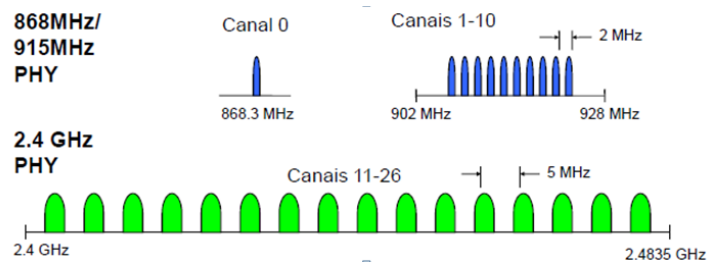 868MHz/
915MHz
PHY
Canal 0
868.3 MHz
Canais 1-10
2 MHz
902 MHz
928 MHz
2.4 GHz
PHY
Canais 11-26
5 MHz
2.4 GHz
2.4835 GHz